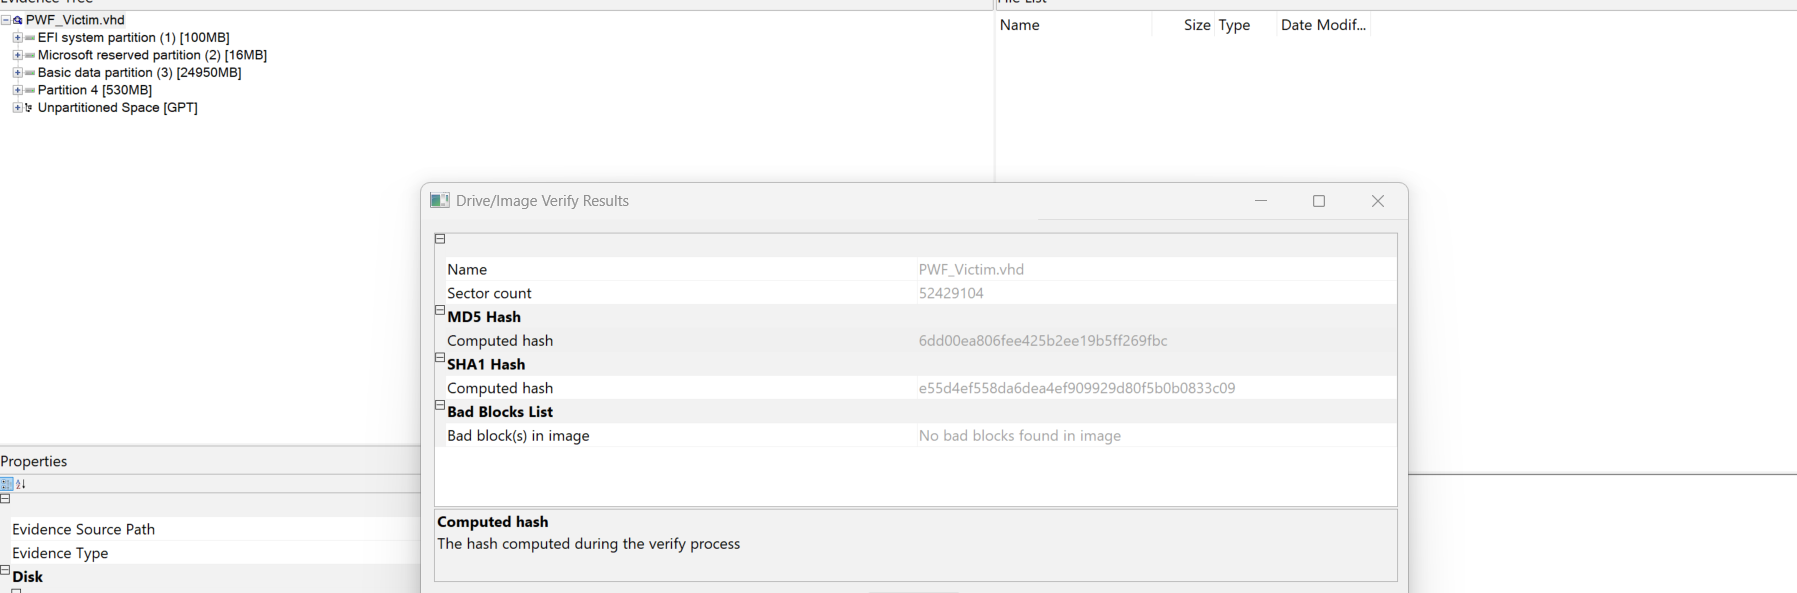 Evidence Tree
PWF_Victim.vhd
EFI system partition (1) [100MB]
Microsoft reserved partition (2) [16MB]
Basic data partition (3) [24950MB]
Partition 4 [530MB]
Unpartitioned Space [GPT]
File List
Name Size Type Date Modif...
Drive/Image Verify Results
Name PWF_Victim.vhd
Sector count 52429104
MD5 Hash
Computed hash 6dd00ea806fee425b2ee19b5ff269fbc
SHA1 Hash
Computed hash e55d4ef558da6dea4ef909929d80f5b0b0833c09
Bad Blocks List
Bad block(s) in image No bad blocks found in image
Computed hash
The hash computed during the verify process
Properties
Evidence Source Path
Evidence Type
Disk